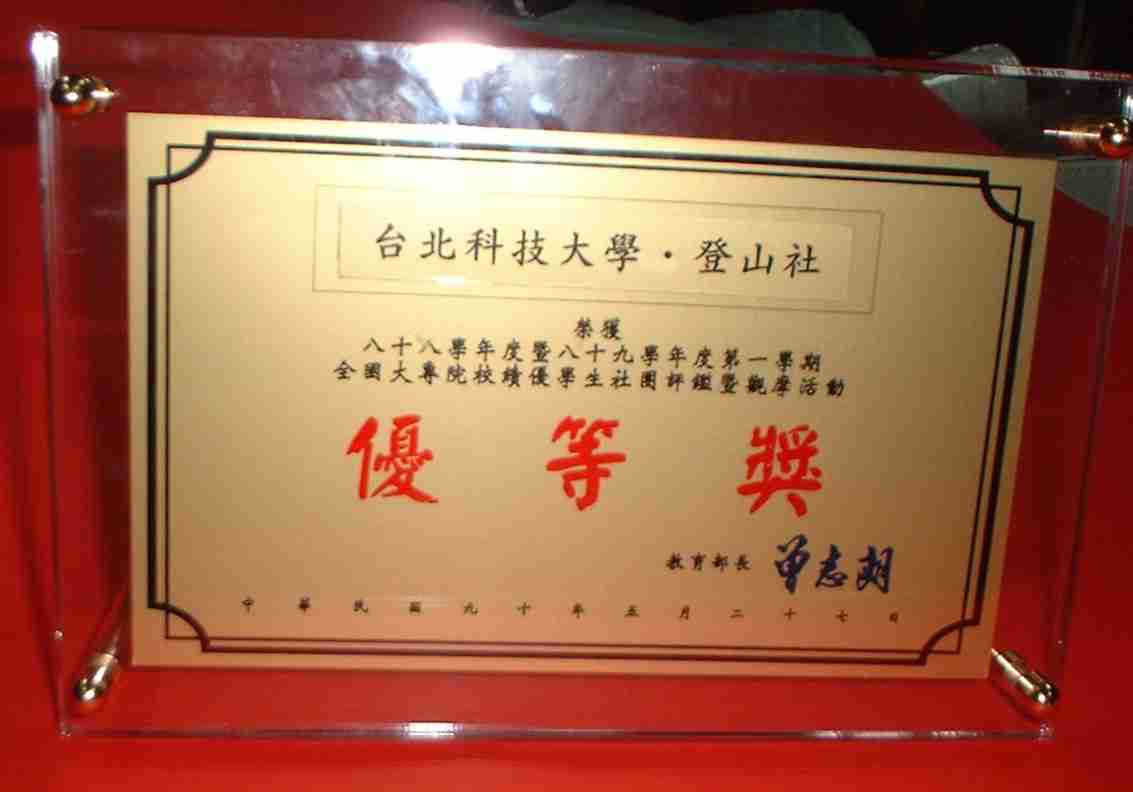 台北科技大學・登山社
榮獲
八十八學年度暨八十九學年度第一學期
全國大專院校績優學生社團評鑑暨觀摩活動
優等獎
教育部長 曾志朗
中華民國九十年五月二十七日